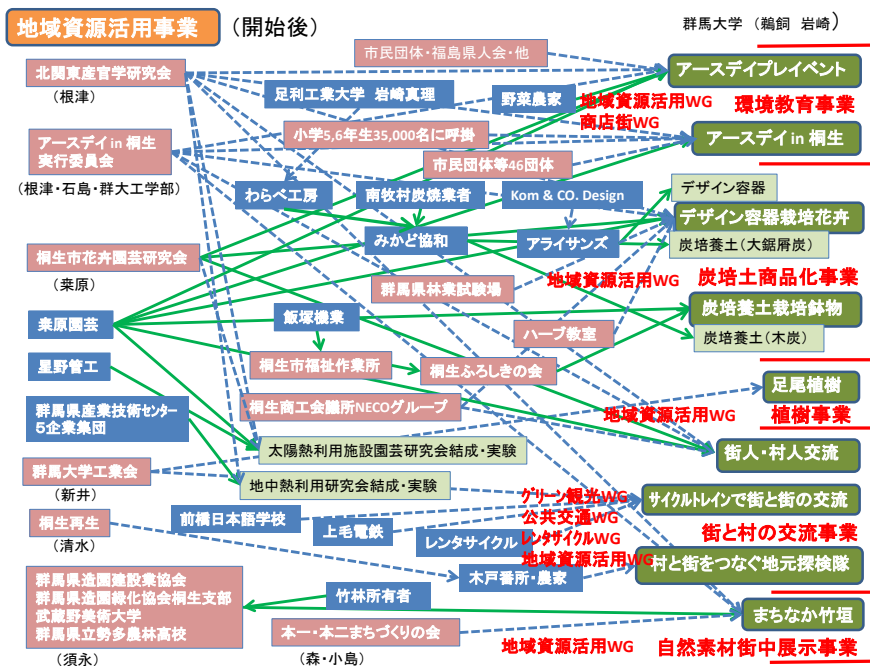 地域資源活用事業 (開始後)
群馬大学 (鵜飼 岩崎)
市民団体・福島県人会・他
北関東産官学研究会
(根津)
アースデイプレイベント
足利工業大学 岩崎真理
野菜農家
地域資源活用WG
商店街WG
環境教育事業
小学5,6年生35,000名に呼掛
アースデイ in 桐生
アースデイ in 桐生
実行委員会
(根津・石島・群大工学部)
市民団体等46団体
わらべ工房
南牧村炭焼業者
Kom & CO. Design
デザイン容器
デザイン容器栽培花卉
みかど協和
アライサンズ
炭培養土(大鋸屑炭)
桐生市花卉園芸研究会
(桒原)
群馬県林業試験場
地域資源活用WG
炭培土商品化事業
炭培養土栽培鉢物
桒原園芸
飯塚機業
ハーブ教室
炭培養土(木炭)
星野管工
桐生市福祉作業所
桐生ふろしきの会
足尾植樹
群馬県産業技術センター
5企業集団
桐生商工会議所NECOグループ
地域資源活用WG
植樹事業
太陽熱利用施設園芸研究会結成・実験
街人・村人交流
群馬大学工業会
(新井)
地中熱利用研究会結成・実験
グリーン観光WG
サイクルトレインで街と街の交流
桐生再生
(清水)
前橋日本語学校
上毛電鉄
公共交通WG
レンタサイクル
レンタサイクルWG
街と村の交流事業
地域資源活用WG
村と街をつなぐ地元探検隊
木戸番所・農家
群馬県造園建設業協会
群馬県造園緑化協会桐生支部
武蔵野美術大学
群馬県立勢多農林高校
(須永)
竹林所有者
まちなか竹垣
本一・本二まちづくりの会
(森・小島)
地域資源活用WG
自然素材街中展示事業